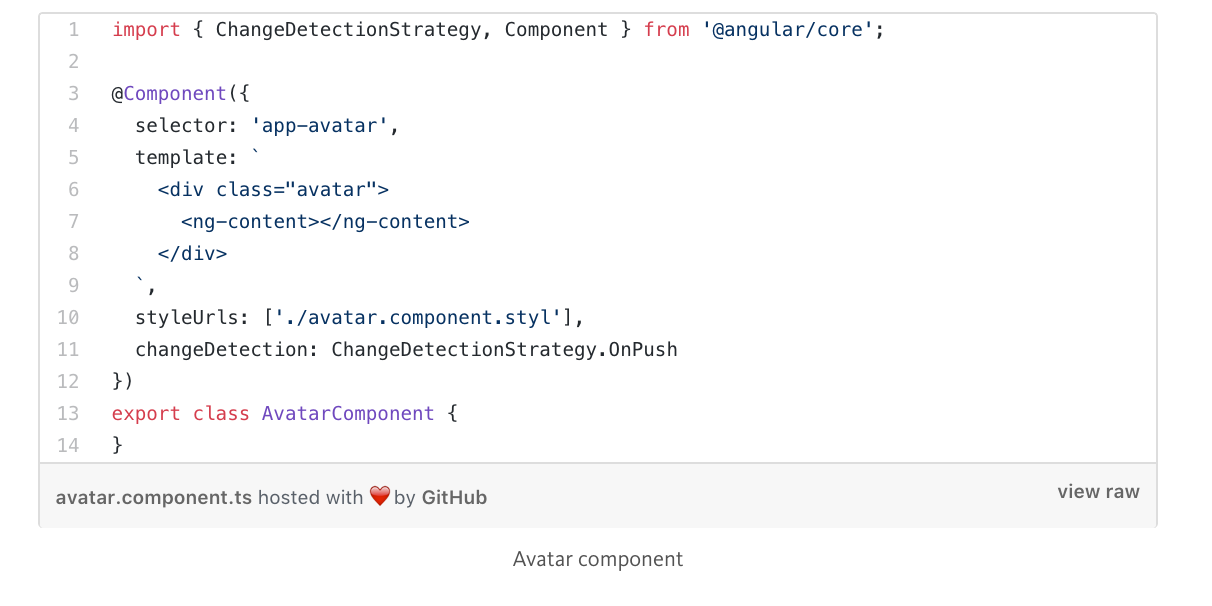 1 import { ChangeDetectionStrategy, Component } from '@angular/core';
2
3 @Component({
4   selector: 'app-avatar',
5   template: `
6     <div class="avatar">
7       <ng-content></ng-content>
8     </div>
9   `,
10   styleUrls: ['./avatar.component.styl'],
11   changeDetection: ChangeDetectionStrategy.OnPush
12 })
13 export class AvatarComponent {
14 }
avatar.component.ts hosted with ❤ by GitHub view raw
Avatar component